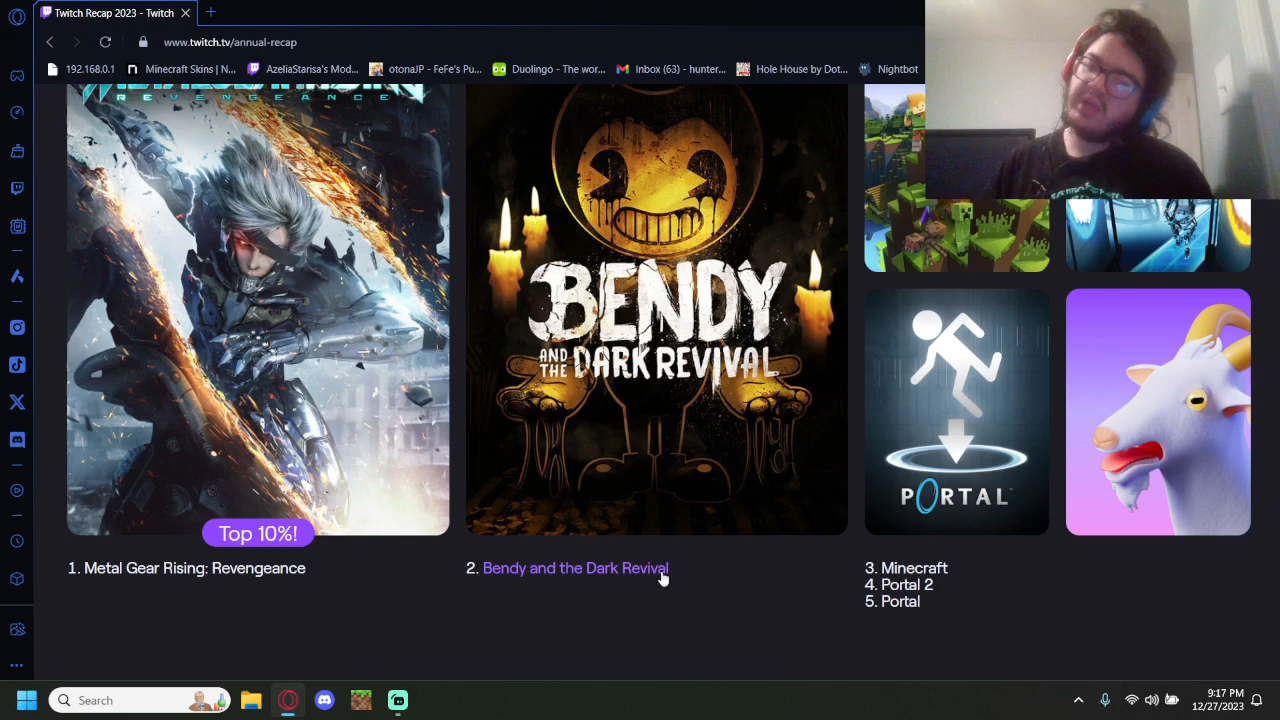 Twitch Recap 2023 - Twitch
www.twitch.tv/annual-recap
192.168.0.1
Minecraft Skins | N...
AzeliaStarisa's Mod...
otonaJP - FeFe's Pu...
Duolingo - The wor...
Inbox (63) - hunter...
Hole House by Dot...
Nightbot
REVENGEANCE
BENDY
AND THE DARK REVIVAL
PORTAL
Top 10%!
1. Metal Gear Rising: Revengeance
2. Bendy and the Dark Revival
3. Minecraft
4. Portal 2
5. Portal
Search
9:17 PM
12/27/2023